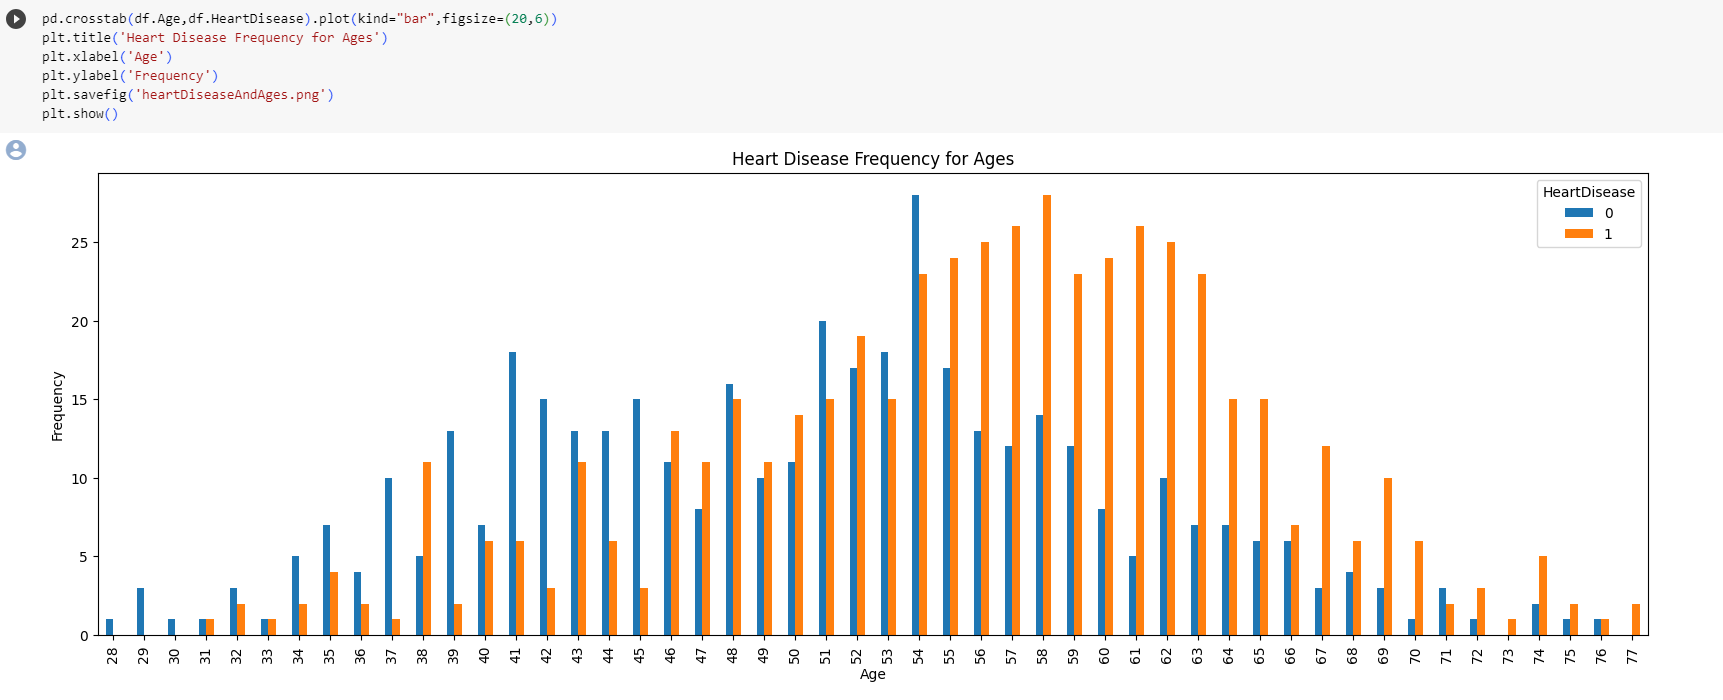 pd.crosstab(df.Age,df.HeartDisease).plot(kind="bar",figsize=(20,6))
plt.title('Heart Disease Frequency for Ages')
plt.xlabel('Age')
plt.ylabel('Frequency')
plt.savefig('heartDiseaseAndAges.png')
plt.show()
Heart Disease Frequency for Ages
HeartDisease
0
1
25
20
15
10
5
0
Frequency
28 29 30 31 32 33 34 35 36 37 38 39 40 41 42 43 44 45 46 47 48 49 50 51 52 53 54 55 56 57 58 59 60 61 62 63 64 65 66 67 68 69 70 71 72 73 74 75 76 77
Age